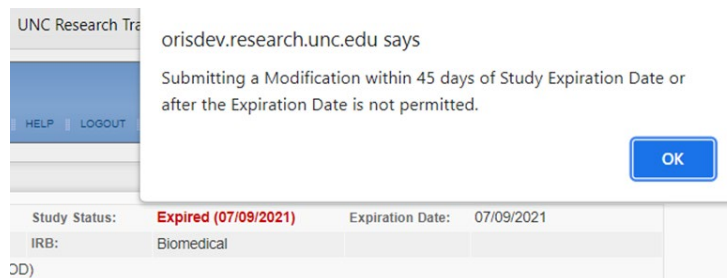 UNC Research Tra
orisdev.research.unc.edu says
Submitting a Modification within 45 days of Study Expiration Date or
after the Expiration Date is not permitted.
HELP | LOGOUT
OK
Study Status: Expired (07/09/2021) Expiration Date: 07/09/2021
IRB: Biomedical
OD)